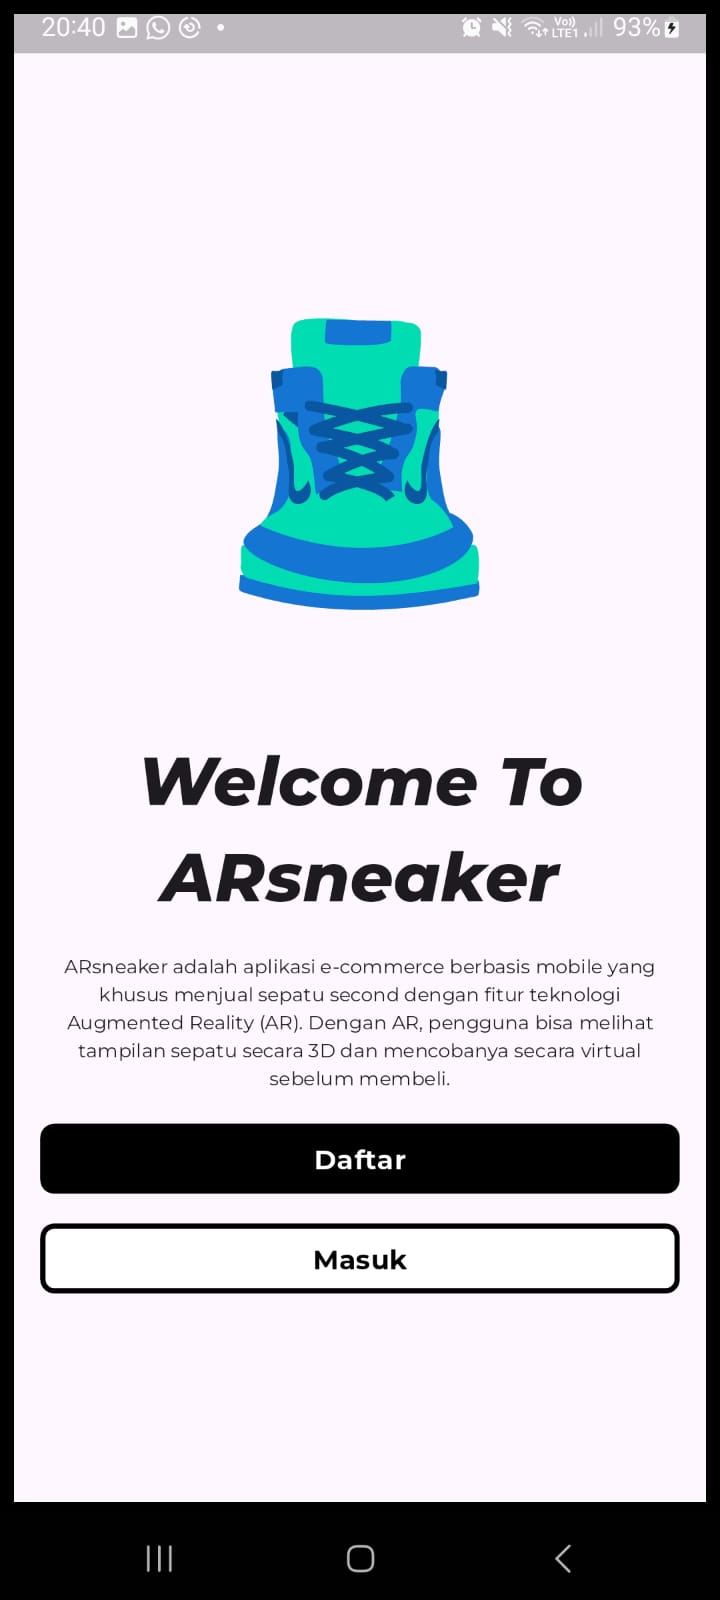 20:40 Vo)) LTE1 93%
Welcome To
ARsneaker
ARsneaker adalah aplikasi e-commerce berbasis mobile yang
khusus menjual sepatu second dengan fitur teknologi
Augmented Reality (AR). Dengan AR, pengguna bisa melihat
tampilan sepatu secara 3D dan mencobanya secara virtual
sebelum membeli.
Daftar
Masuk